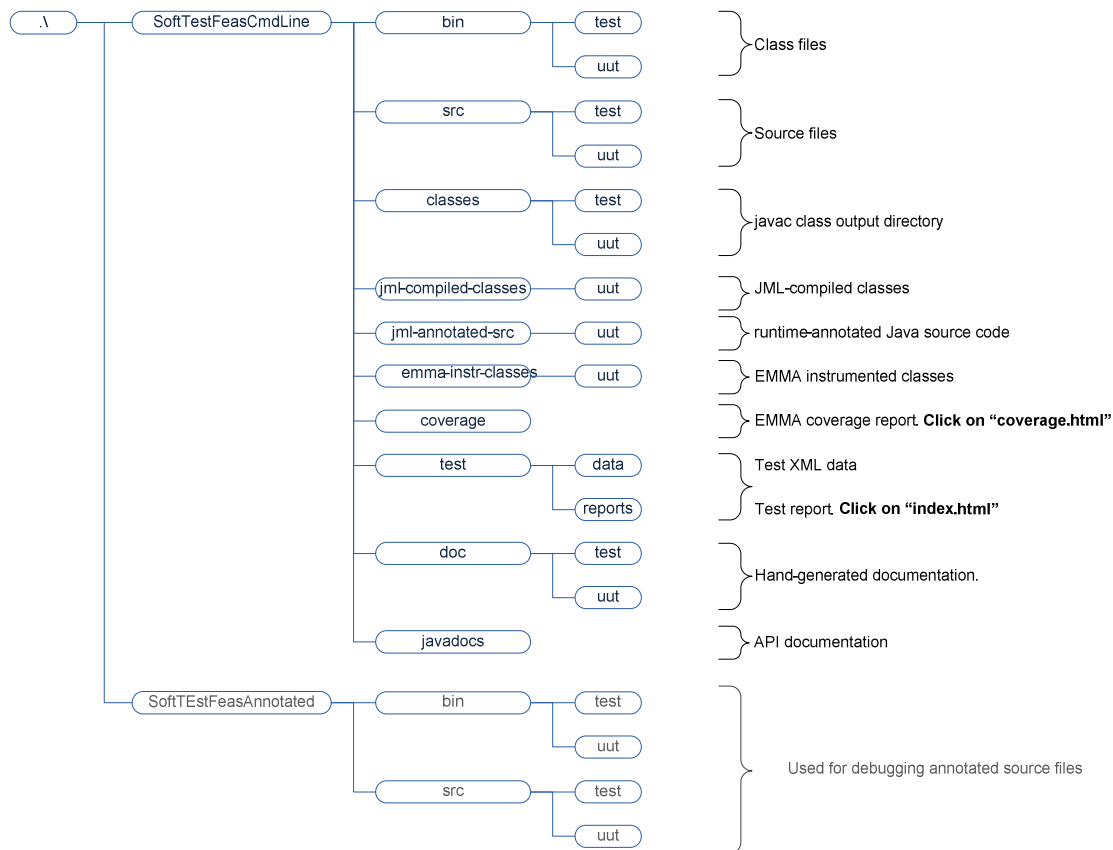 .\
SoftTestFeasCmdLine
bin
test
uut
Class files
src
test
uut
Source files
classes
test
uut
javac class output directory
jml-compiled-classes
uut
JML-compiled classes
jml-annotated-src
uut
runtime-annotated Java source code
emma-instr-classes
uut
EMMA instrumented classes
coverage
EMMA coverage report. Click on “coverage.html”
test
data
Test XML data
reports
Test report. Click on “index.html”
doc
test
uut
Hand-generated documentation.
javadocs
API documentation
SoftTEstFeasAnnotated
bin
test
uut
src
test
uut
Used for debugging annotated source files